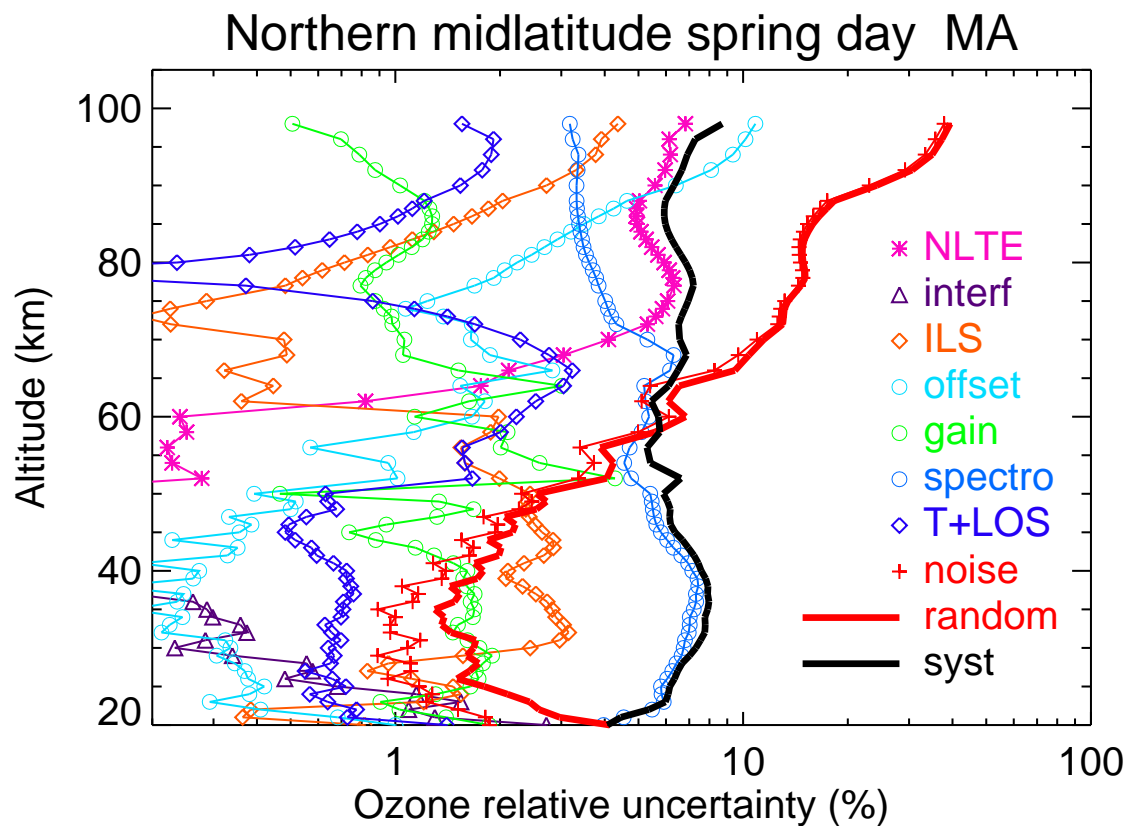 Northern midlatitude spring day  MA
100
80
60
40
20
Altitude (km)
NLTE
interf
ILS
offset
gain
spectro
T+LOS
noise
random
syst
1
10
100
Ozone relative uncertainty (%)